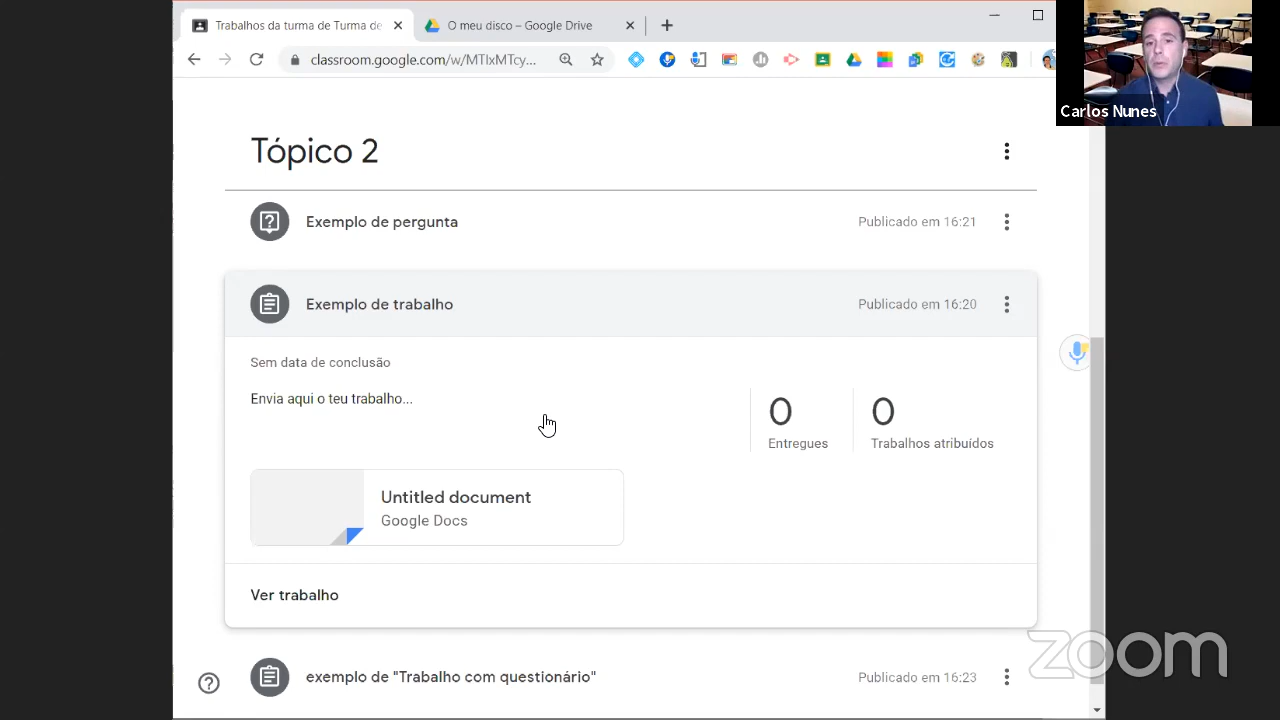 Trabalhos da turma de Turma de
O meu disco – Google Drive
classroom.google.com/w/MTIxMTcy...
Carlos Nunes
Tópico 2
Exemplo de pergunta
Publicado em 16:21
Exemplo de trabalho
Publicado em 16:20
Sem data de conclusão
Envia aqui o teu trabalho...
0
Entregues
0
Trabalhos atribuídos
Untitled document
Google Docs
Ver trabalho
exemplo de "Trabalho com questionário"
Publicado em 16:23
zoom